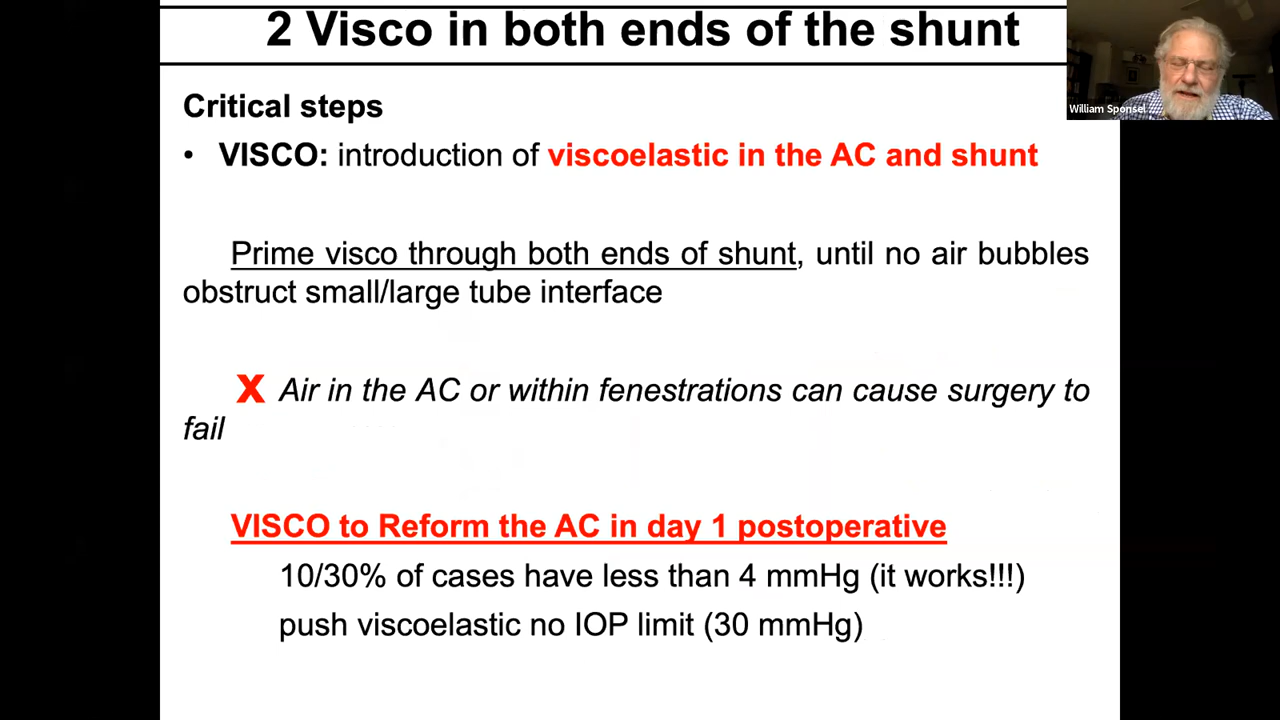 2 Visco in both ends of the shunt
William Sponsel
Critical steps
• VISCO: introduction of viscoelastic in the AC and shunt
Prime visco through both ends of shunt, until no air bubbles
obstruct small/large tube interface
X Air in the AC or within fenestrations can cause surgery to
fail
VISCO to Reform the AC in day 1 postoperative
10/30% of cases have less than 4 mmHg (it works!!!)
push viscoelastic no IOP limit (30 mmHg)